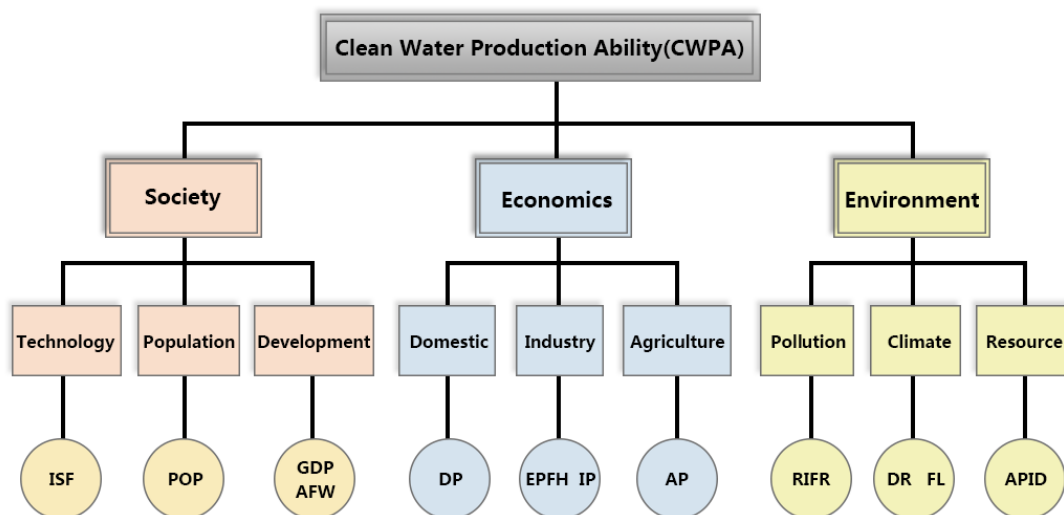 Clean Water Production Ability(CWPA)
Society
Economics
Environment
Technology
Population
Development
Domestic
Industry
Agriculture
Pollution
Climate
Resource
ISF
POP
GDP
AFW
DP
EPFH IP
AP
RIFR
DR FL
APID